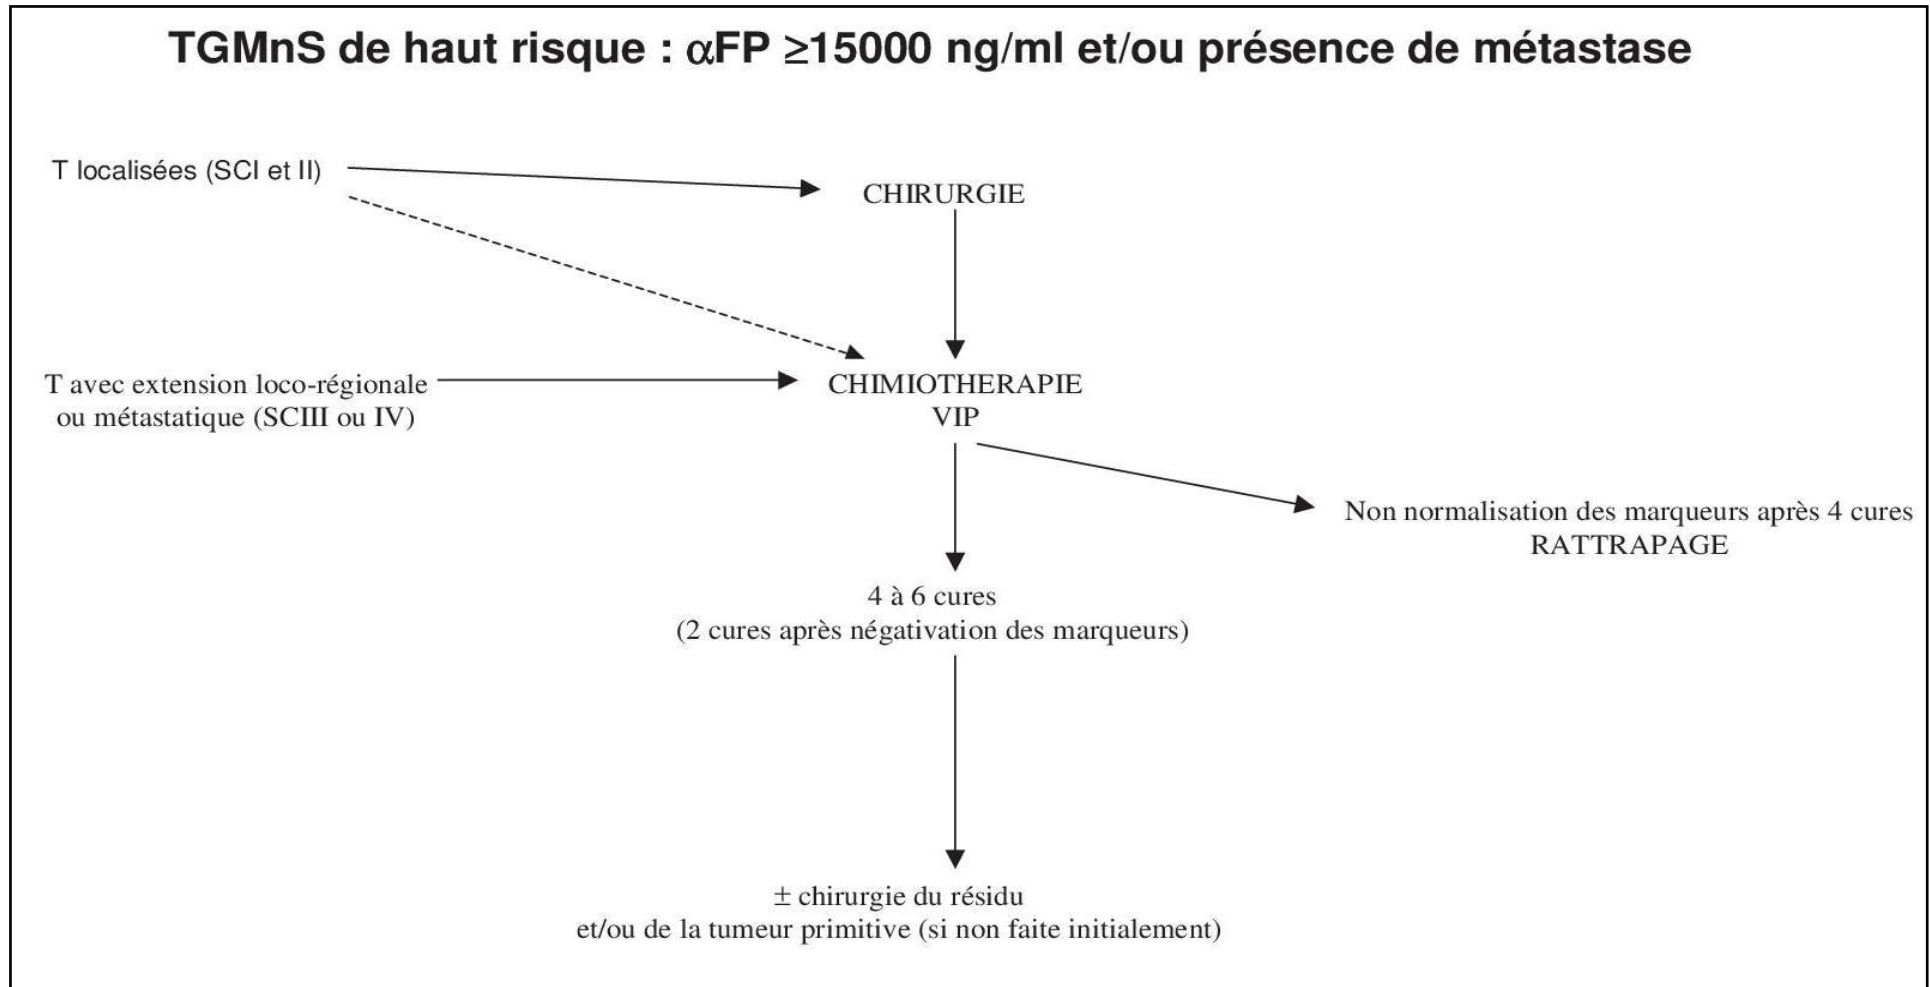 TGMnS de haut risque : αFP ≥15000 ng/ml et/ou présence de métastase
T localisées (SCI et II)
CHIRURGIE
T avec extension loco-régionale
ou métastatique (SCIII ou IV)
CHIMIOTHERAPIE
VIP
Non normalisation des marqueurs après 4 cures
RATTRAPAGE
4 à 6 cures
(2 cures après négativation des marqueurs)
± chirurgie du résidu
et/ou de la tumeur primitive (si non faite initialement)